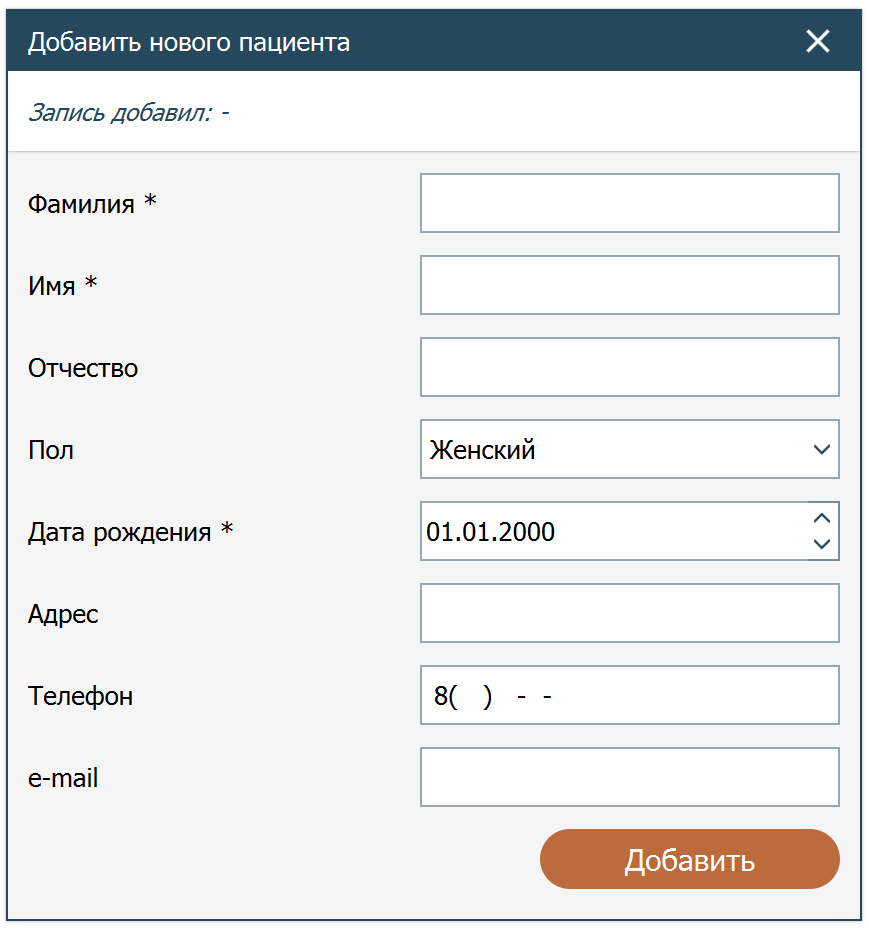 Добавить нового пациента
Запись добавил: -
Фамилия *
Имя *
Отчество
Пол Женский
Дата рождения * 01.01.2000
Адрес
Телефон 8(   )   -  -
e-mail
Добавить